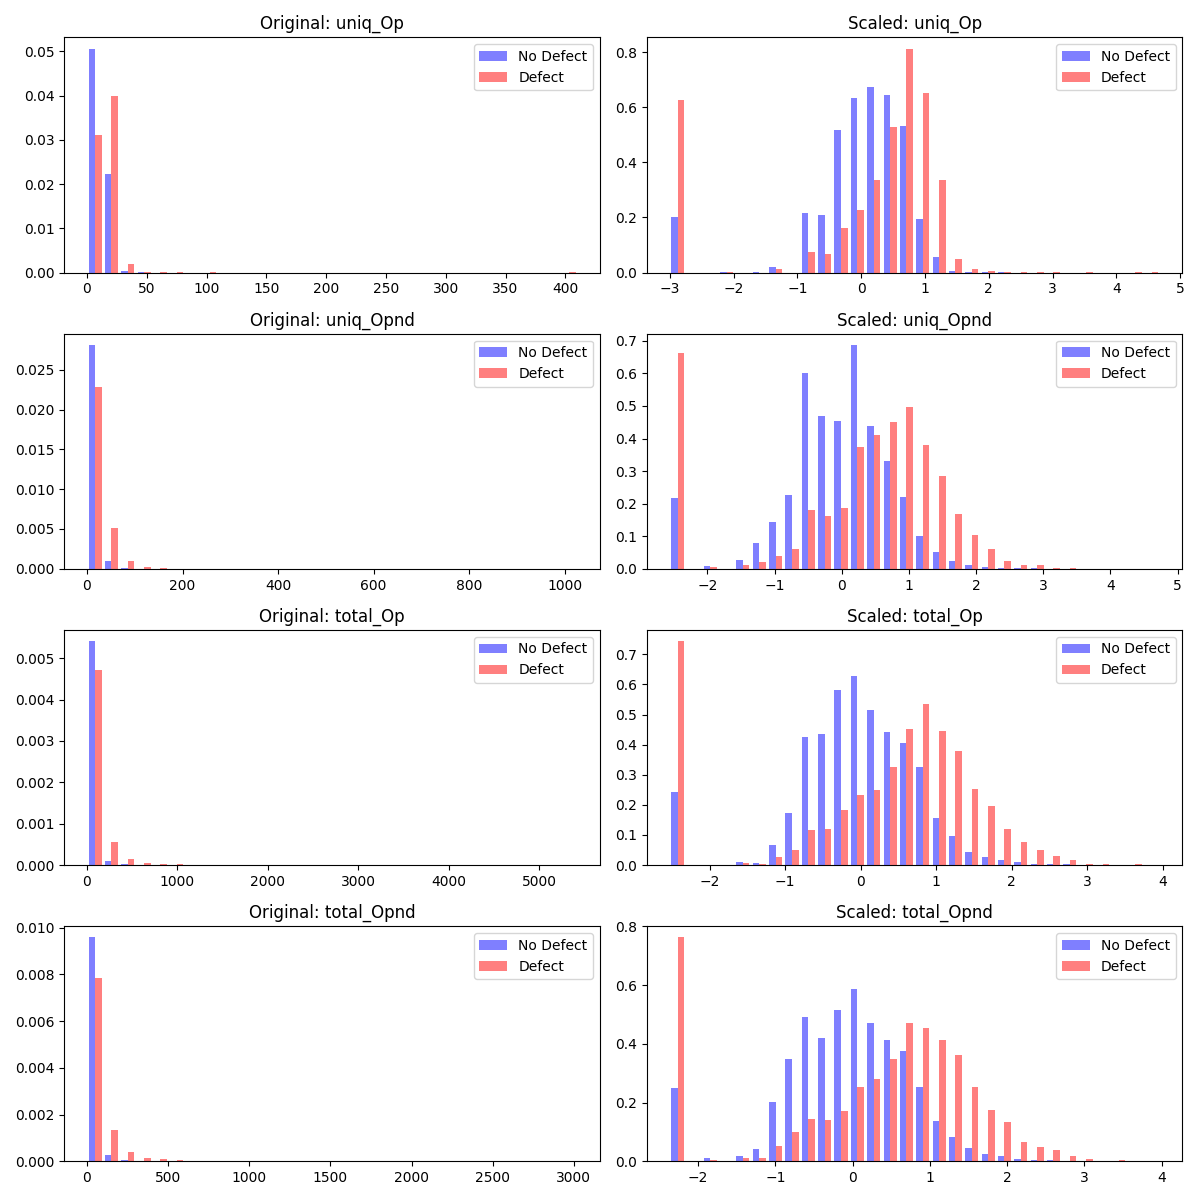 Original: uniq_Op
0.05
0.04
0.03
0.02
0.01
0.00
0 50 100 150 200 250 300 350 400
No Defect
Defect
Scaled: uniq_Op
0.8
0.6
0.4
0.2
0.0
−3 −2 −1 0 1 2 3 4 5
No Defect
Defect
Original: uniq_Opnd
0.025
0.020
0.015
0.010
0.005
0.000
0 200 400 600 800 1000
No Defect
Defect
Scaled: uniq_Opnd
0.7
0.6
0.5
0.4
0.3
0.2
0.1
0.0
−2 −1 0 1 2 3 4 5
No Defect
Defect
Original: total_Op
0.005
0.004
0.003
0.002
0.001
0.000
0 1000 2000 3000 4000 5000
No Defect
Defect
Scaled: total_Op
0.7
0.6
0.5
0.4
0.3
0.2
0.1
0.0
−2 −1 0 1 2 3 4
No Defect
Defect
Original: total_Opnd
0.010
0.008
0.006
0.004
0.002
0.000
0 500 1000 1500 2000 2500 3000
No Defect
Defect
Scaled: total_Opnd
0.8
0.6
0.4
0.2
0.0
−2 −1 0 1 2 3 4
No Defect
Defect